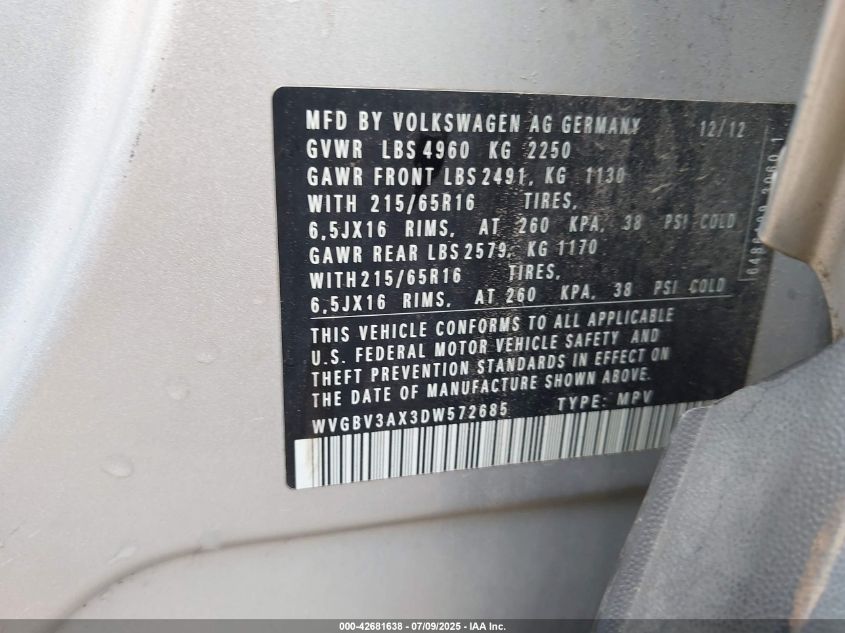 MFD BY VOLKSWAGEN AG GERMANY 12/12
GVWR LBS 4960 KG 2250
GAWR FRONT LBS 2491, KG 1130
WITH 215/65R16 TIRES,
6,5JX16 RIMS, AT 260 KPA, 38 PSI COLD
GAWR REAR LBS 2579, KG 1170
WITH 215/65R16 TIRES,
6,5JX16 RIMS, AT 260 KPA, 38 PSI COLD
THIS VEHICLE CONFORMS TO ALL APPLICABLE
U.S. FEDERAL MOTOR VEHICLE SAFETY AND
THEFT PREVENTION STANDARDS IN EFFECT ON
THE DATE OF MANUFACTURE SHOWN ABOVE.
WVGBV3AX3DW572685 TYPE: MPV
000-42681638 - 07/09/2025 - IAA Inc.